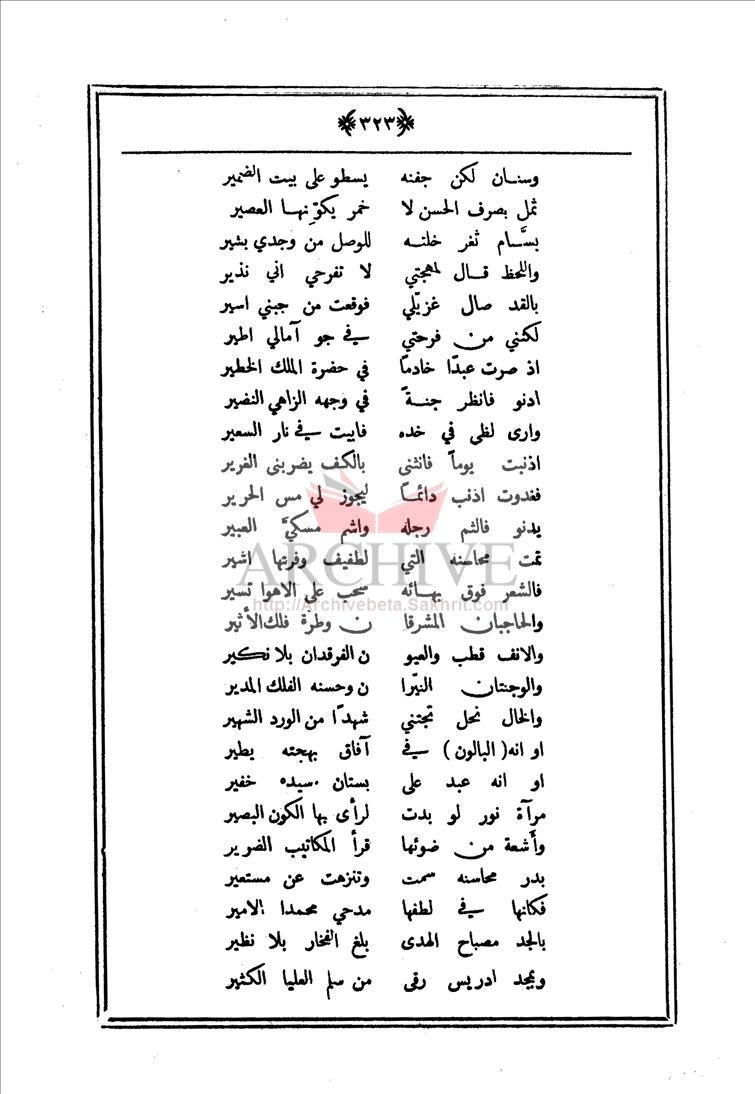 ﴿٣٢٣﴾
وسنان لكن جفنه يسطو على بيت الضمير
ثمل بصرف الحسن لا خمر يكوّنها العصير
بسَّام ثغر خلته للوصل من وجدي بشير
واللحظ قال لمهجتي لا تفرحي اني نذير
بالقد صال غزيّلي فوقعت من جبني اسير
لكنني من فرحتي في جو آمالي اطير
اذ صرت عبدًا خادمًا في حضرة الملك الخطير
ادنو فانظر جنةً في وجهه الزاهي النضير
وارى لظى في خده فابيت في نار السعير
اذنبت يوماً فانثنى بالكف يضربنى الغرير
فغدوت اذنب دائمًا ليجوز لي مس الحرير
يدنو فالثم رجله واشم مسكيَّ العبير
تمت محاسنه التي لطفيف وفرتها اشير
فالشعر فوق بهائه سحب على الاهوا تسير
والحاجبان المشرقا ن وطرّة فلك الأثير
والانف قطب والعيو ن الفرقدان بلا نكير
والوجنتان النيّرا ن وحسنه الفلك المدير
والخال نحل تجتني شهدًا من الورد الشهير
او انه (البالون) في آفاق بهجته يطير
او انه عبد على بستان سيده خفير
مرآة نور لو بدت لرأى بها الكون البصير
وأشعة من ضوئها قرأ المكاتيب الضرير
بدر محاسنه سمت وتنزهت عن مستعير
فكانها في لطفها مدحي محمدا الامير
بالجد مصباح الهدى بلغ الفخار بلا نظير
وبمجد ادريس رقى من سلم العليا الكثير
ARCHIVE
http://Archivebeta.Sakhrit.com